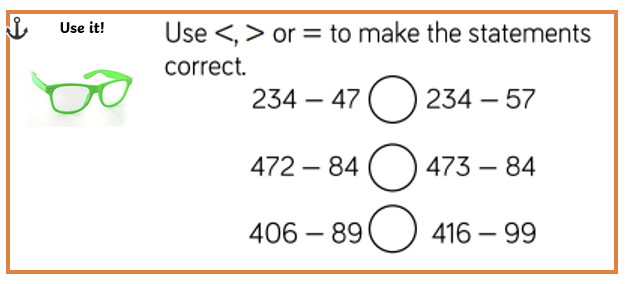 Use it!
Use <, > or = to make the statements
correct.
234 – 47 ◯ 234 – 57
472 – 84 ◯ 473 – 84
406 – 89 ◯ 416 – 99